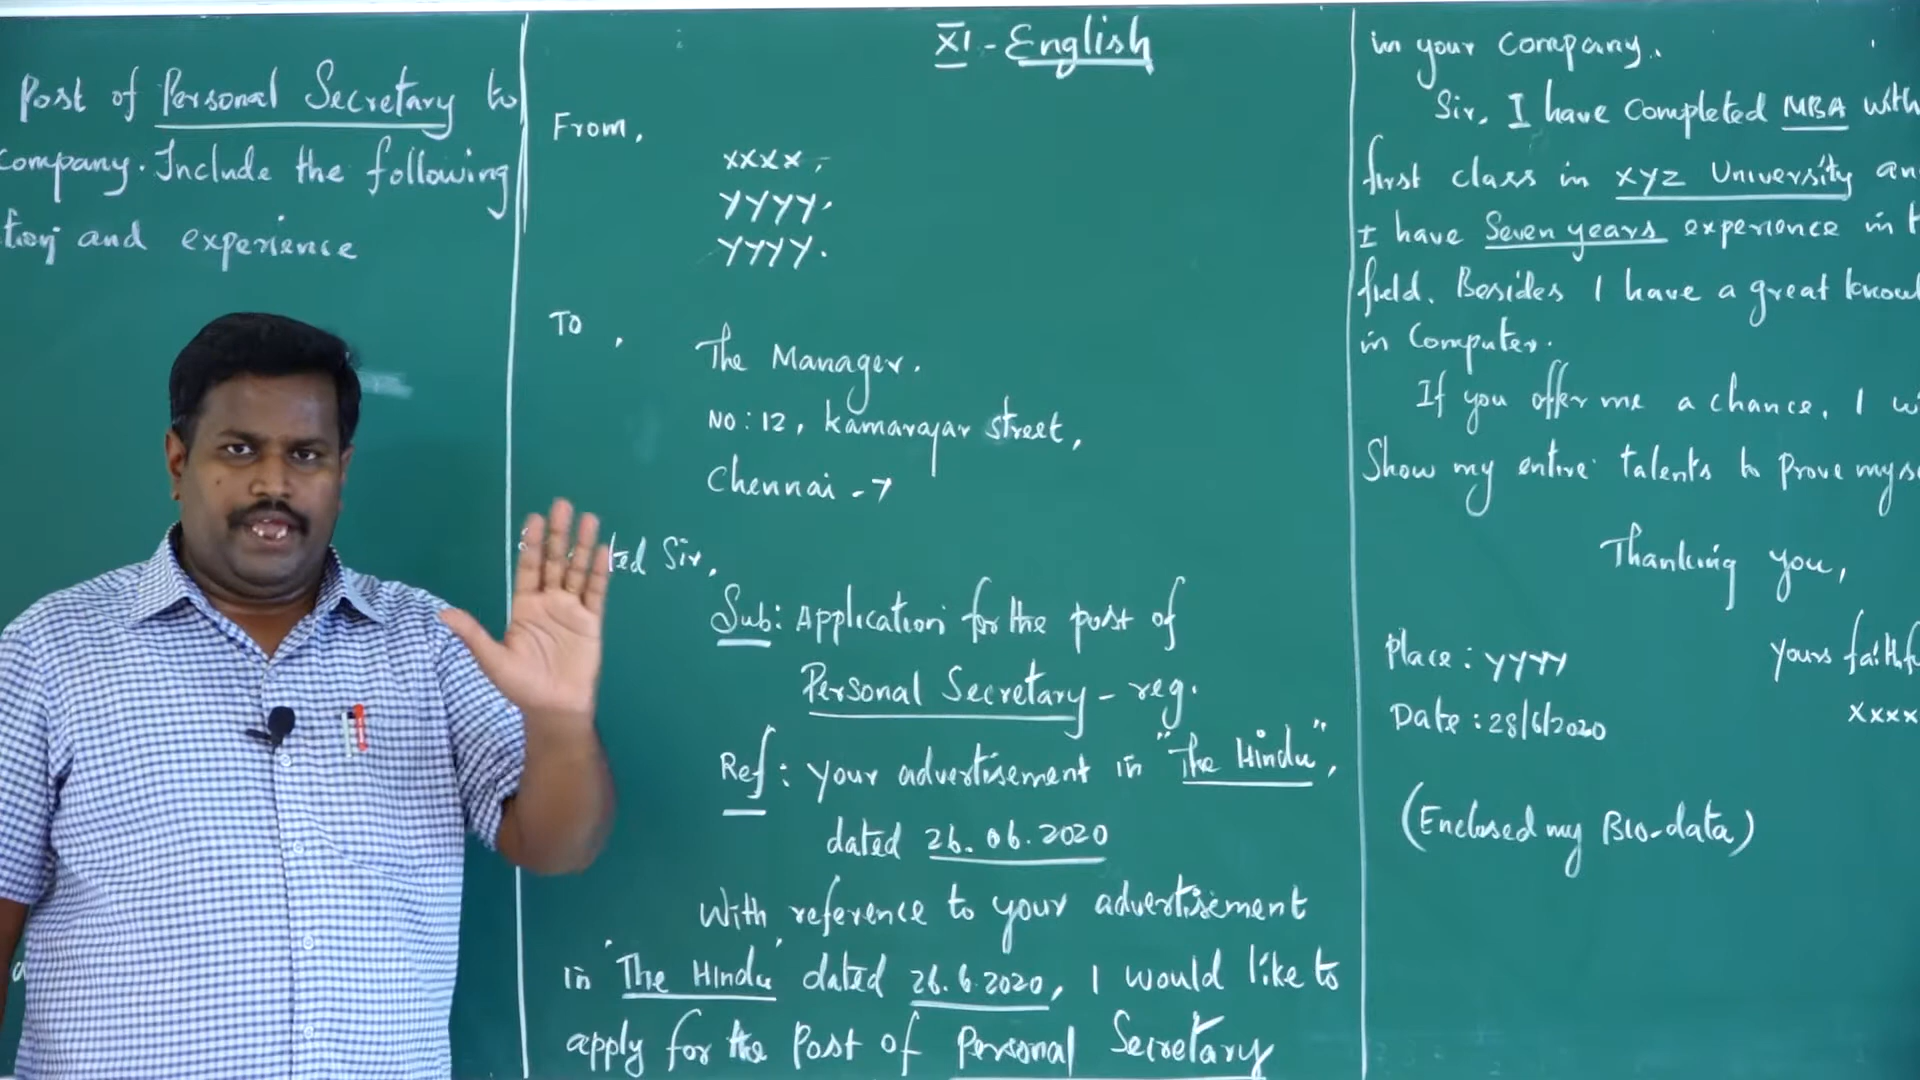 Post of Personal Secretary to
company. Include the following
and experience
XI - English
From,
xxxx,
yyyy,
yyyy.
To,
The Manager.
No: 12, Kamarajar street,
Chennai - 7
Sir,
Sub: Application for the post of
Personal Secretary - reg.
Ref: your advertisement in "The Hindu",
dated 26.06.2020
With reference to your advertisement
in 'The Hindu' dated 26.6.2020, I would like to
apply for the Post of Personal Secretary
in your company.
Sir, I have completed MBA with
first class in xyz University
I have Seven years experience in
field. Besides I have a great
in Computer.
If you offer me a chance, I
Show my entire talents to prove
Thanking you,
Place: yyyy
Yours
Date: 28/6/2020
xxxx
(Enclosed my Bio-data)